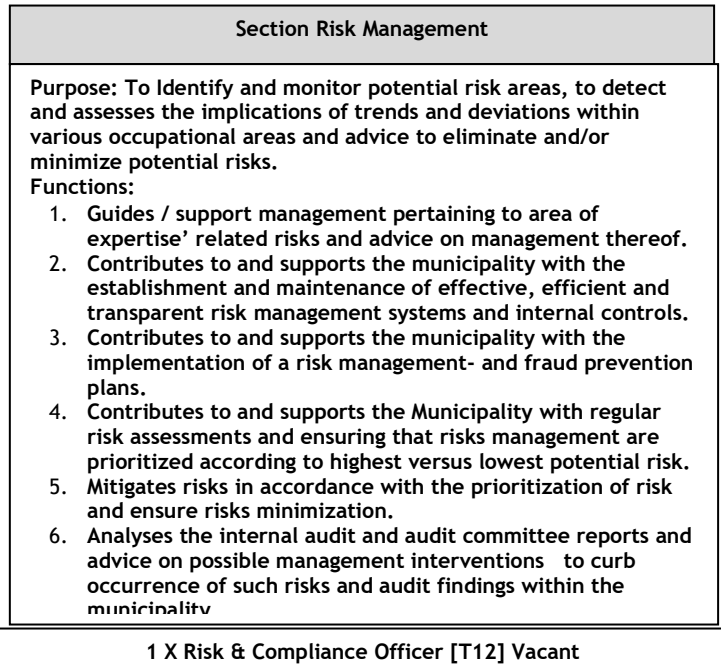 Section Risk Management
Purpose: To Identify and monitor potential risk areas, to detect
and assesses the implications of trends and deviations within
various occupational areas and advice to eliminate and/or
minimize potential risks.
Functions:
1. Guides / support management pertaining to area of
expertise’ related risks and advice on management thereof.
2. Contributes to and supports the municipality with the
establishment and maintenance of effective, efficient and
transparent risk management systems and internal controls.
3. Contributes to and supports the municipality with the
implementation of a risk management- and fraud prevention
plans.
4. Contributes to and supports the Municipality with regular
risk assessments and ensuring that risks management are
prioritized according to highest versus lowest potential risk.
5. Mitigates risks in accordance with the prioritization of risk
and ensure risks minimization.
6. Analyses the internal audit and audit committee reports and
advice on possible management interventions to curb
occurrence of such risks and audit findings within the
municipality
1 X Risk & Compliance Officer [T12] Vacant